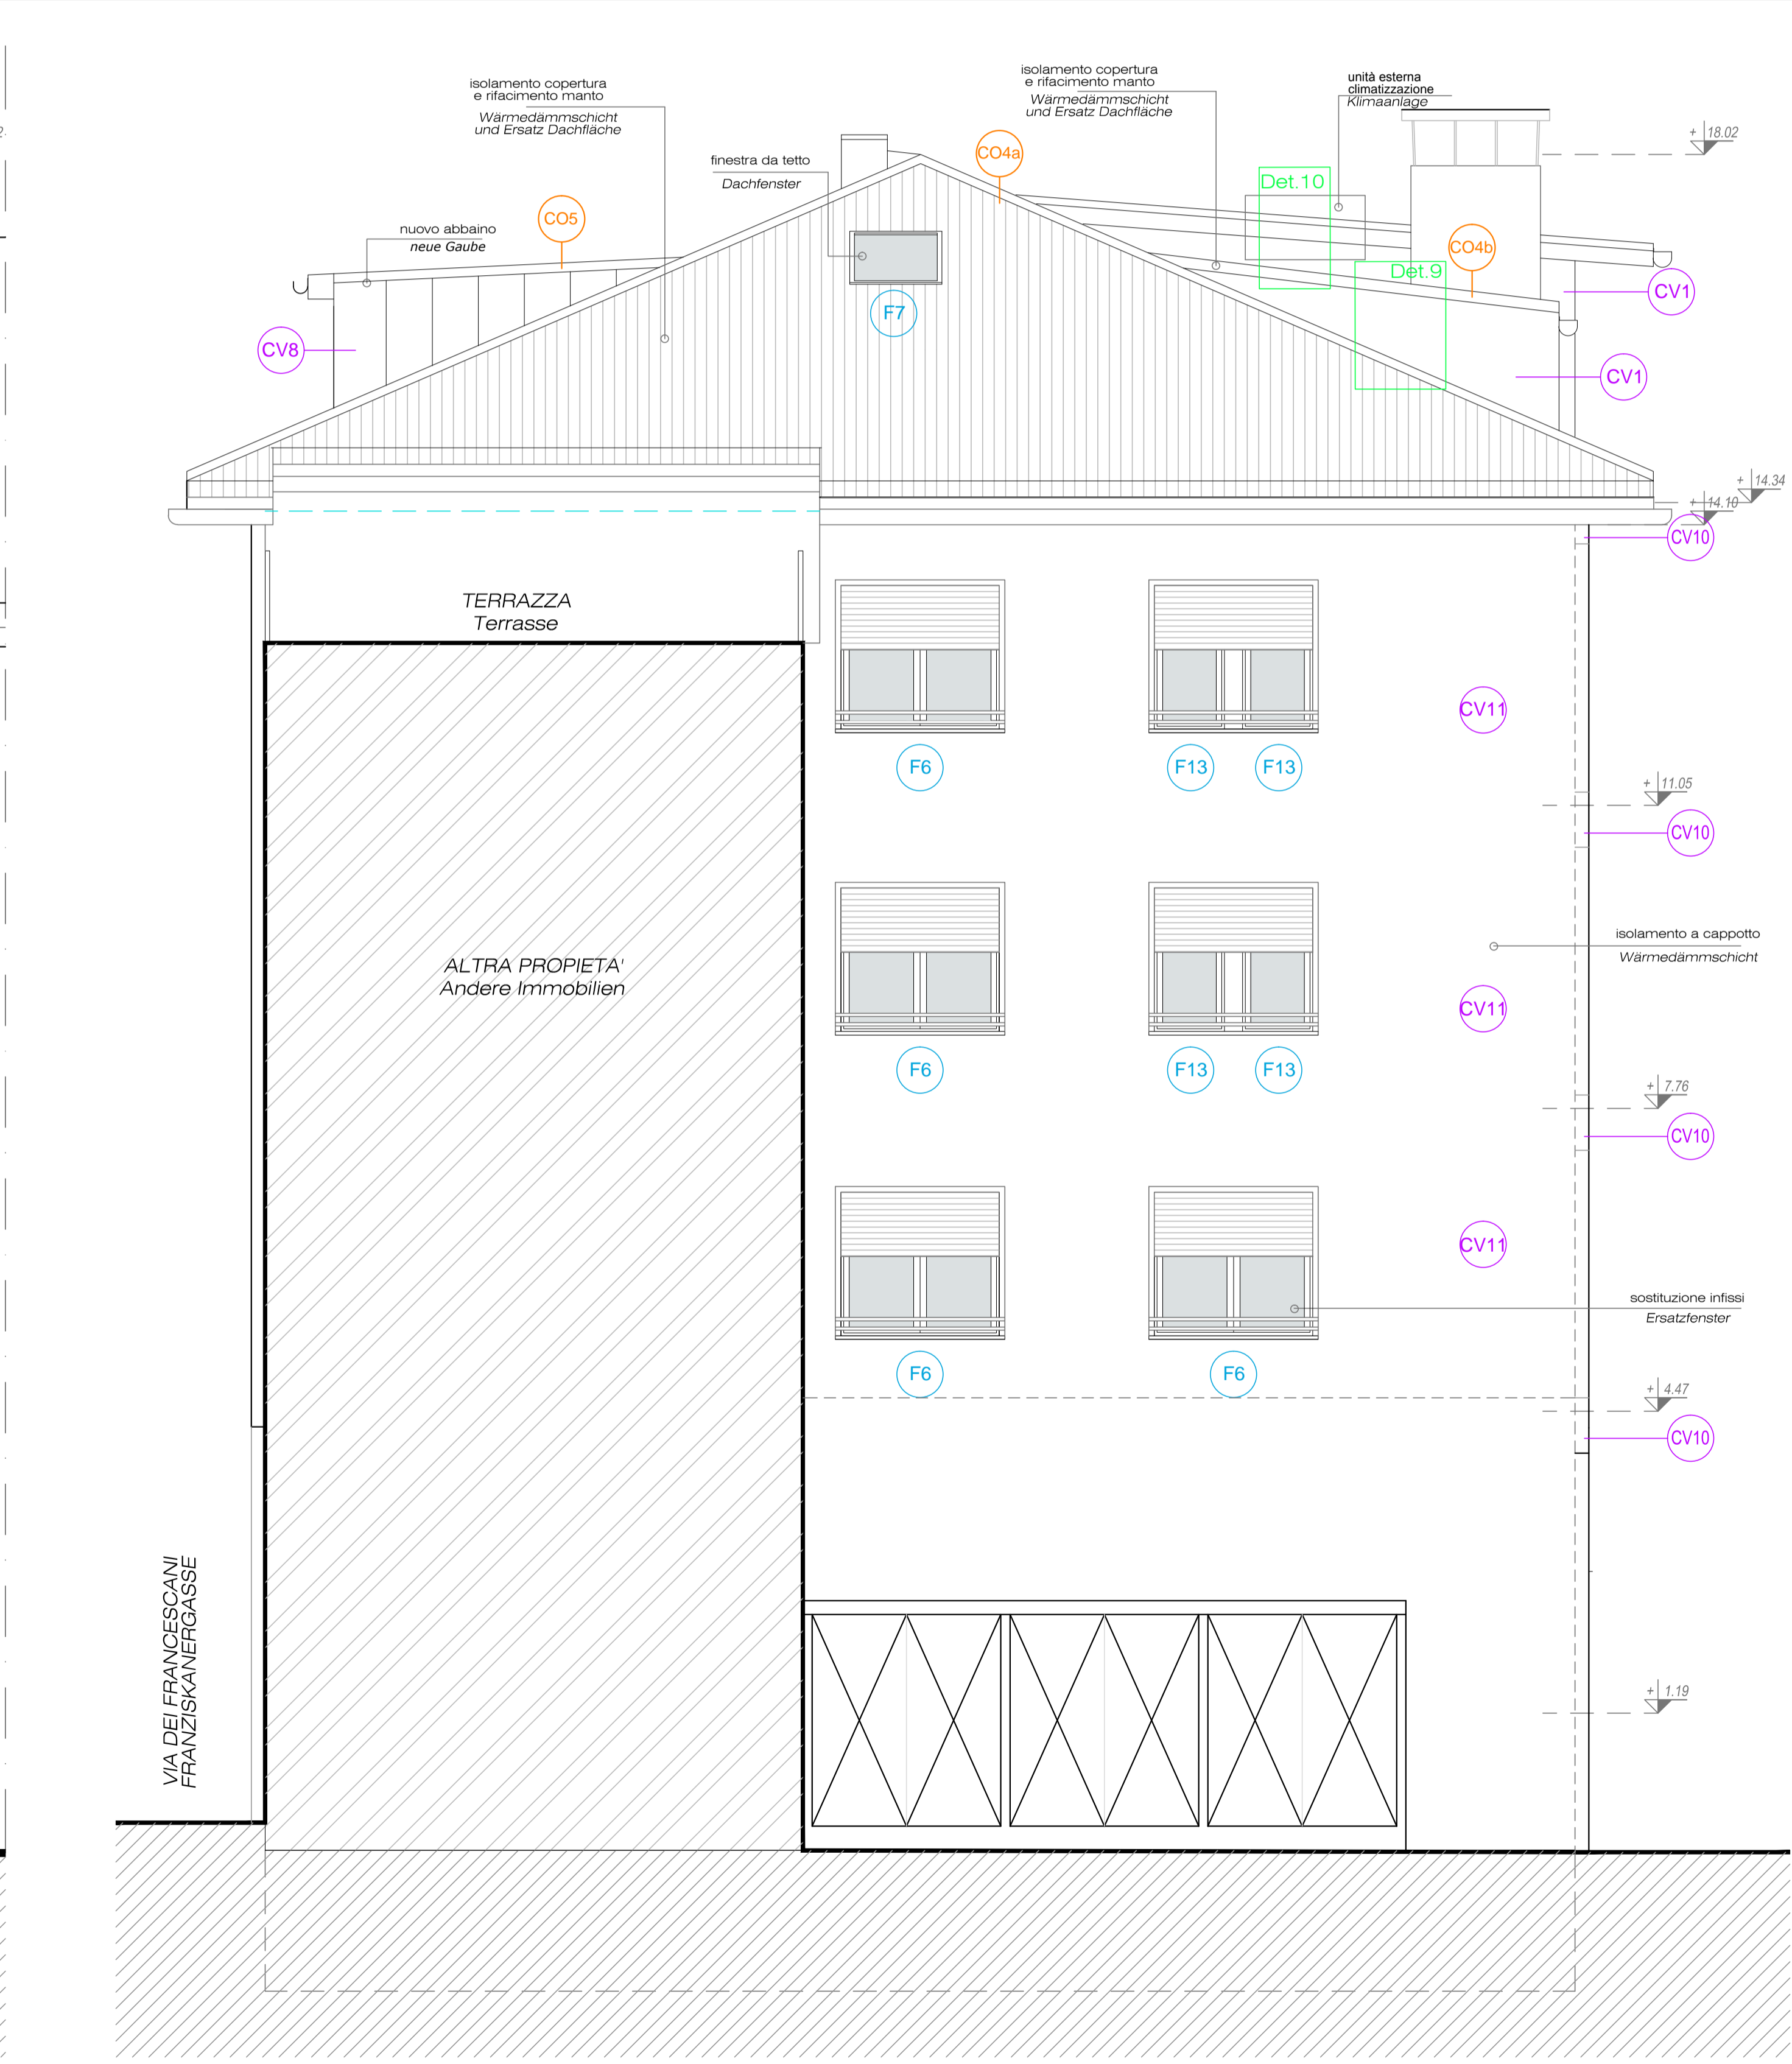 isolamento copertura
e rifacimento manto
Wärmedämmschicht
und Ersatz Dachfläche
isolamento copertura
e rifacimento manto
Wärmedämmschicht
und Ersatz Dachfläche
unità esterna
climatizzazione
Klimaanlage
+ 18.02
finestra da tetto
Dachfenster
CO4a
Det.10
CO5
nuovo abbaino
neue Gaube
CO4b
Det.9
CV1
F7
CV8
CV1
+ 14.34
+ 14.10
CV10
TERRAZZA
Terrasse
CV11
F6
F13
F13
+ 11.05
CV10
isolamento a cappotto
Wärmedämmschicht
ALTRA PROPIETA'
Andere Immobilien
CV11
F6
F13
F13
+ 7.76
CV10
CV11
sostituzione infissi
Ersatzfenster
F6
F6
+ 4.47
CV10
VIA DEI FRANCESCANI
FRANZISKANERGASSE
+ 1.19